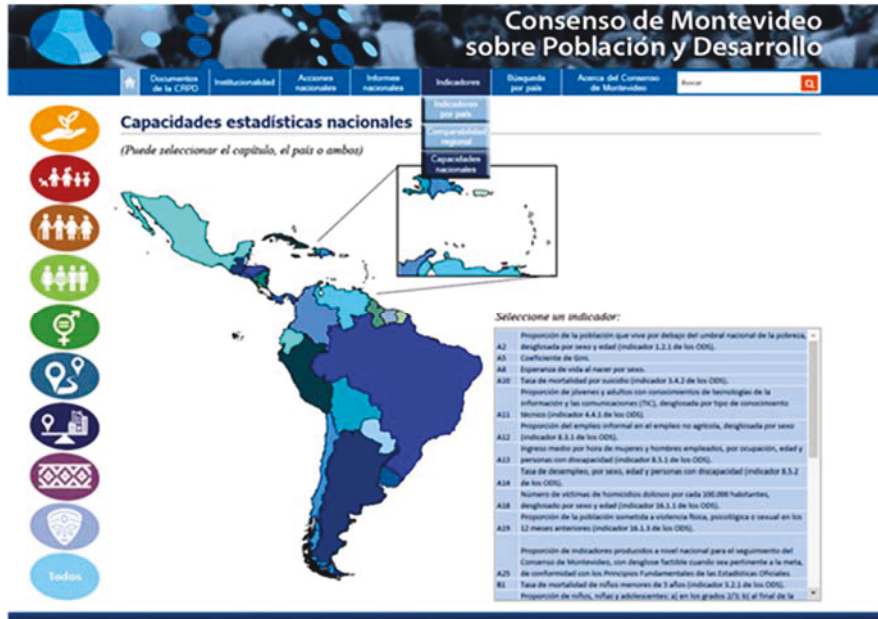 Consenso de Montevideo
sobre Población y Desarrollo
Documentos
de la CRPD
Institucionalidad
Acciones
nacionales
Informes
nacionales
Indicadores
Búsqueda
por país
Acerca del Consenso
de Montevideo
Buscar
Indicadores
por país
Comparabilidad
regional
Capacidades
nacionales
Capacidades estadísticas nacionales
(Puede seleccionar el capítulo, el país o ambos)
Todos
Seleccione un indicador:
Proporción de la población que vive por debajo del umbral nacional de la pobreza,
A2 desglosada por sexo y edad (indicador 1.2.1 de los ODS).
A5 Coeficiente de Gini.
A8 Esperanza de vida al nacer por sexo.
A10 Tasa de mortalidad por suicidio (indicador 3.4.2 de los ODS).
Proporción de jóvenes y adultos con conocimientos de tecnologías de la
información y las comunicaciones (TIC), desglosada por tipo de conocimiento
A11 técnico (indicador 4.4.1 de los ODS)
Proporción del empleo informal en el empleo no agrícola, desglosada por sexo
A12 (indicador 8.3.1 de los ODS).
Ingreso medio por hora de mujeres y hombres empleados, por ocupación, edad y
A13 personas con discapacidad (indicador 8.5.1 de los ODS).
Tasa de desempleo, por sexo, edad y personas con discapacidad (indicador 8.5.2
A14 de los ODS).
Número de víctimas de homicidios dolosos por cada 100.000 habitantes,
A18 desglosado por sexo y edad (indicador 16.1.1 de los ODS).
Proporción de la población sometida a violencia física, psicológica o sexual en los
A19 12 meses anteriores (indicador 16.1.3 de los ODS).
Proporción de indicadores producidos a nivel nacional para el seguimiento del
Consenso de Montevideo, con desglose factible cuando sea pertinente a la meta,
A25 de conformidad con los Principios Fundamentales de las Estadísticas Oficiales.
B1 Tasa de mortalidad de niños menores de 5 años (indicador 3.2.1 de los ODS).
Proporción de niños, niñas y adolescentes: a) en los grados 2/3; b) al final de la